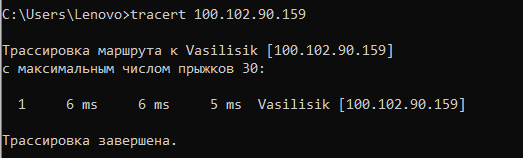 C:\Users\Lenovo>tracert 100.102.90.159
Трассировка маршрута к Vasilisik [100.102.90.159]
с максимальным числом прыжков 30:
1 6 ms 6 ms 5 ms Vasilisik [100.102.90.159]
Трассировка завершена.